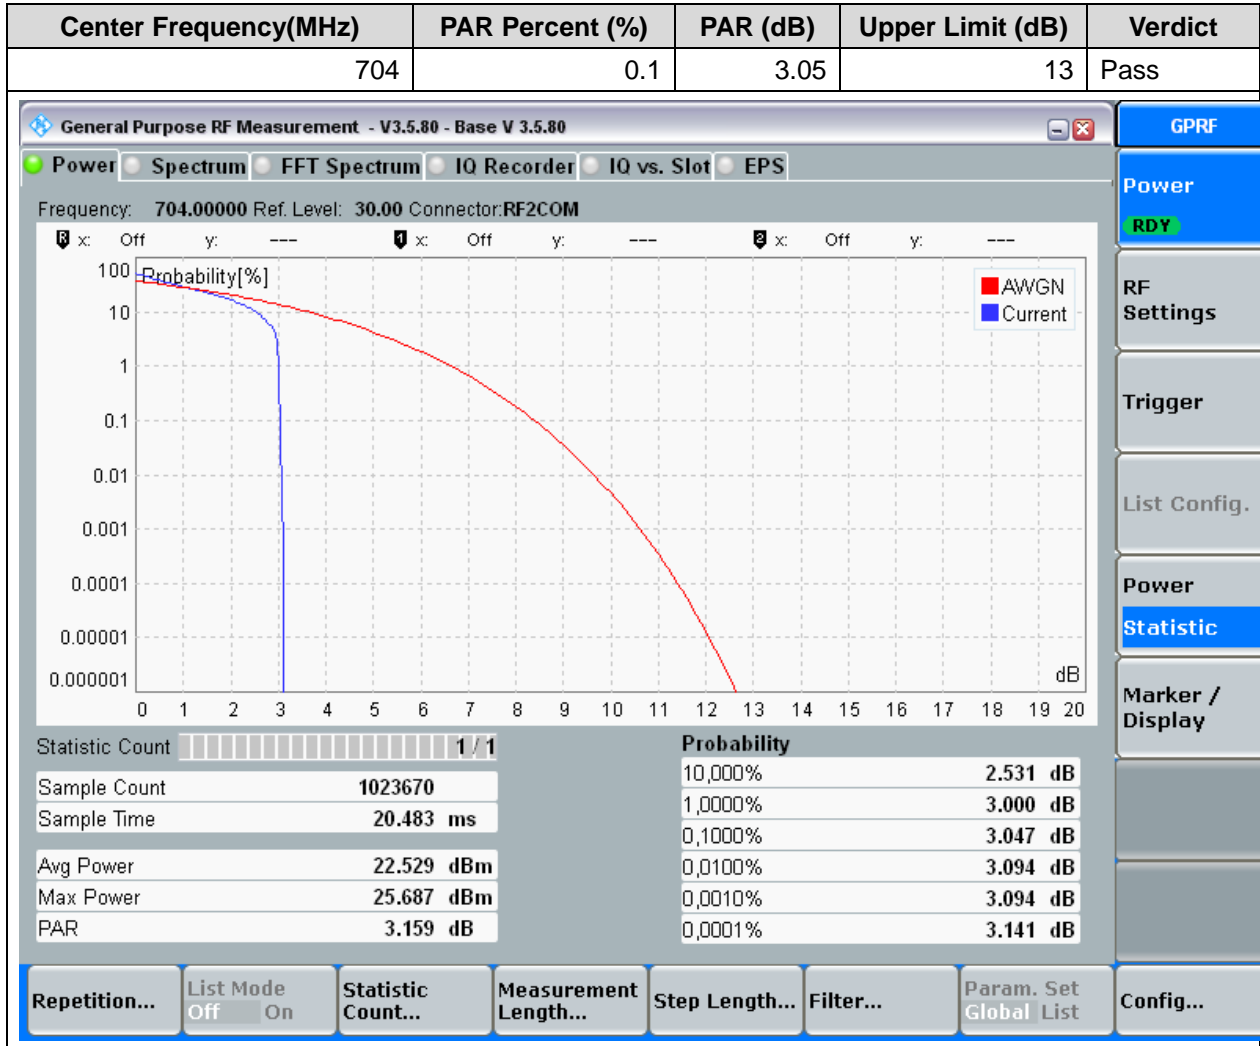 Center Frequency(MHz) PAR Percent (%) PAR (dB) Upper Limit (dB) Verdict
704 0.1 3.05 13 Pass
General Purpose RF Measurement - V3.5.80 - Base V 3.5.80
GPRF
Power Spectrum FFT Spectrum IQ Recorder IQ vs. Slot EPS
Power
RDY
Frequency: 704.00000 Ref. Level: 30.00 Connector:RF2COM
R x: Off y: --- 1 x: Off y: --- 2 x: Off y: ---
Probability[%]
AWGN
Current
100
10
1
0.1
0.01
0.001
0.0001
0.00001
0.000001
dB
0 1 2 3 4 5 6 7 8 9 10 11 12 13 14 15 16 17 18 19 20
RF
Settings
Trigger
List Config.
Power
Statistic
Marker /
Display
Statistic Count 1 / 1
Sample Count 1023670
Sample Time 20.483 ms
Avg Power 22.529 dBm
Max Power 25.687 dBm
PAR 3.159 dB
Probability
10,000% 2.531 dB
1,0000% 3.000 dB
0,1000% 3.047 dB
0,0100% 3.094 dB
0,0010% 3.094 dB
0,0001% 3.141 dB
Repetition...
List Mode
Off On
Statistic
Count...
Measurement
Length...
Step Length...
Filter...
Param. Set
Global List
Config...